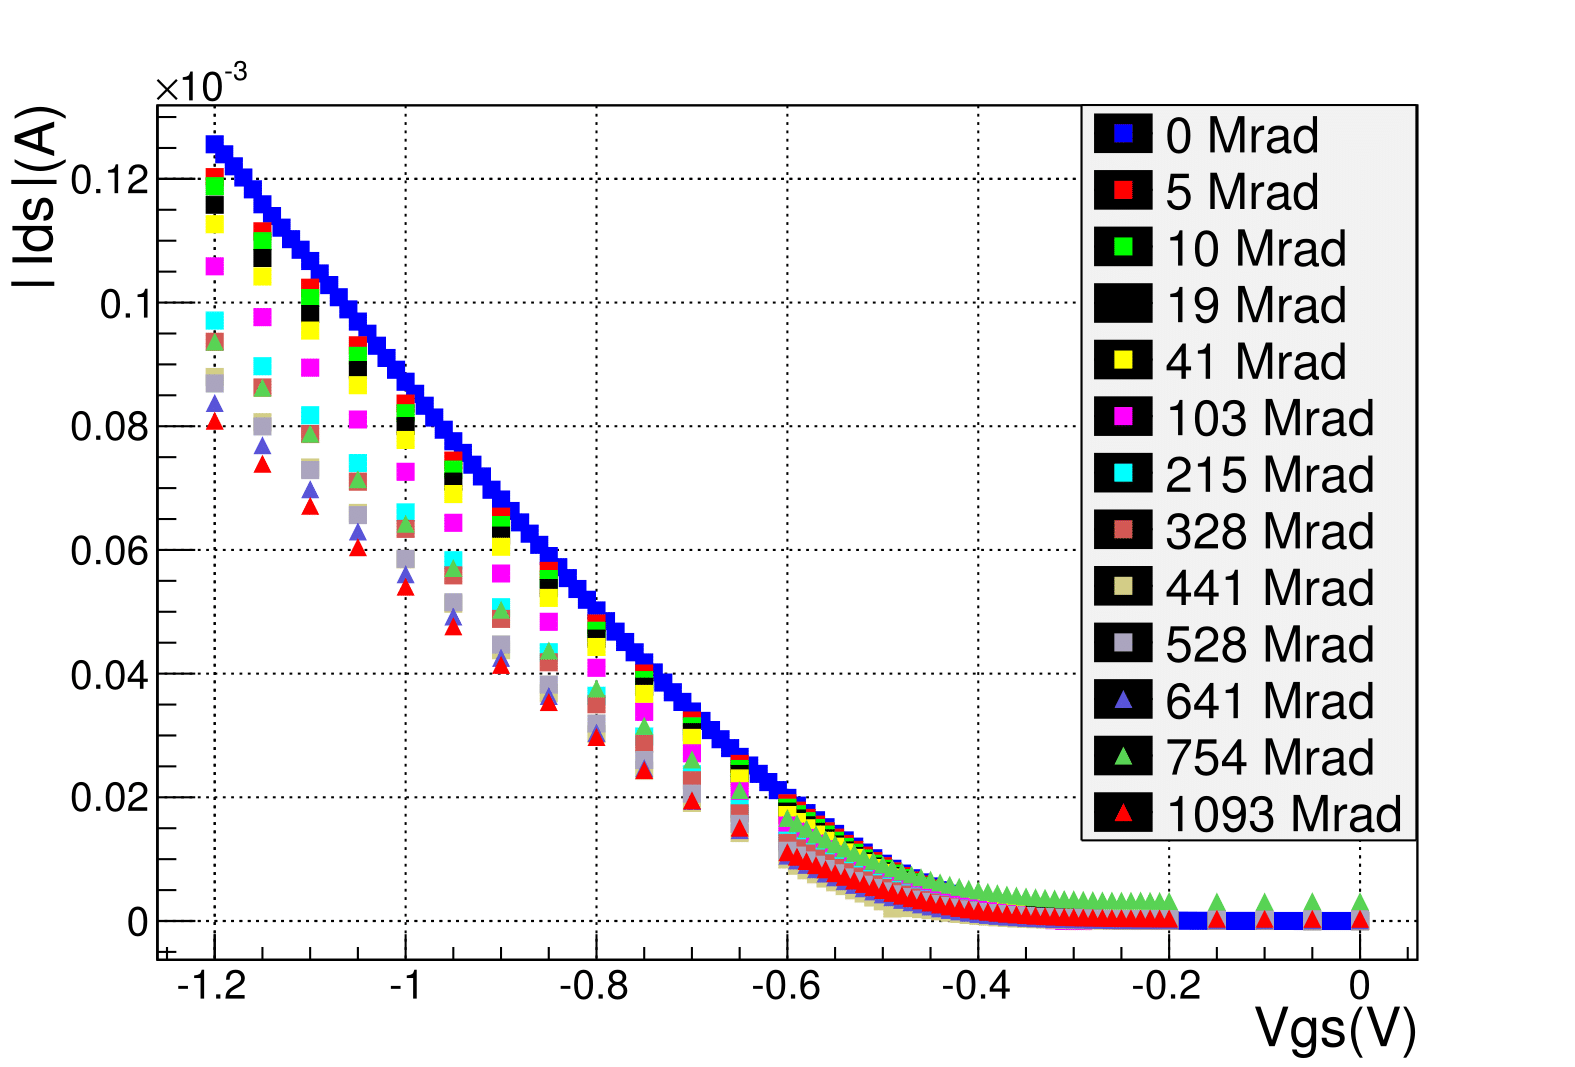 ×10-3
| Ids | (A)
0.12
0.1
0.08
0.06
0.04
0.02
0
-1.2
-1
-0.8
-0.6
-0.4
-0.2
0
Vgs(V)
0 Mrad
5 Mrad
10 Mrad
19 Mrad
41 Mrad
103 Mrad
215 Mrad
328 Mrad
441 Mrad
528 Mrad
641 Mrad
754 Mrad
1093 Mrad